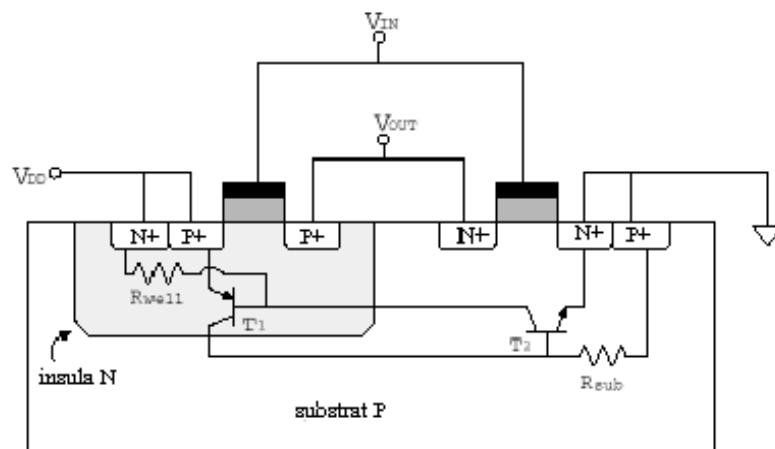 VIN
VOUT
VDD
N+ P+ P+ N+ N+ P+
Rwell
T1
T2
Rsub
insula N
substrat P